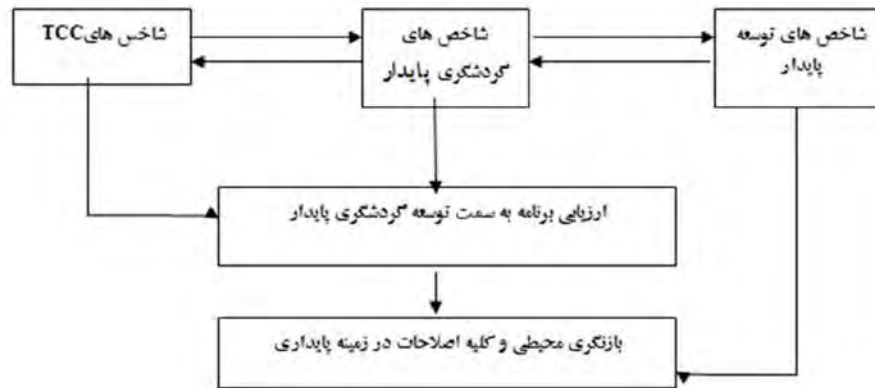 شاخص های توسعه
پایدار
شاخص های
گردشگری پایدار
شاخص هایTCC
ارزیابی برنامه به سمت توسعه گردشگری پایدار
بازنگری محیطی و کلیه اصلاحات در زمینه پایداری